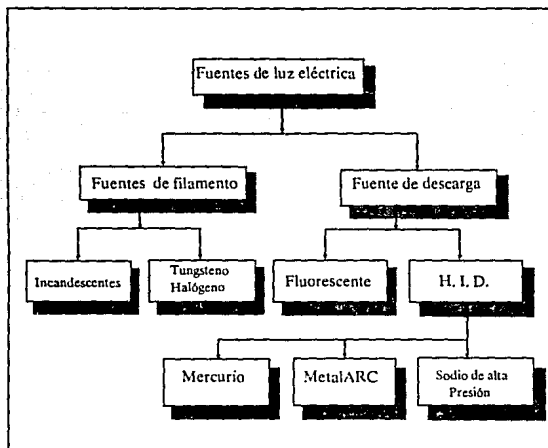 Fuentes de luz eléctrica
Fuentes de filamento
Fuente de descarga
Incandescentes
Tungsteno
Halógeno
Fluorescente
H. I. D.
Mercurio
MetalARC
Sodio de alta
Presión